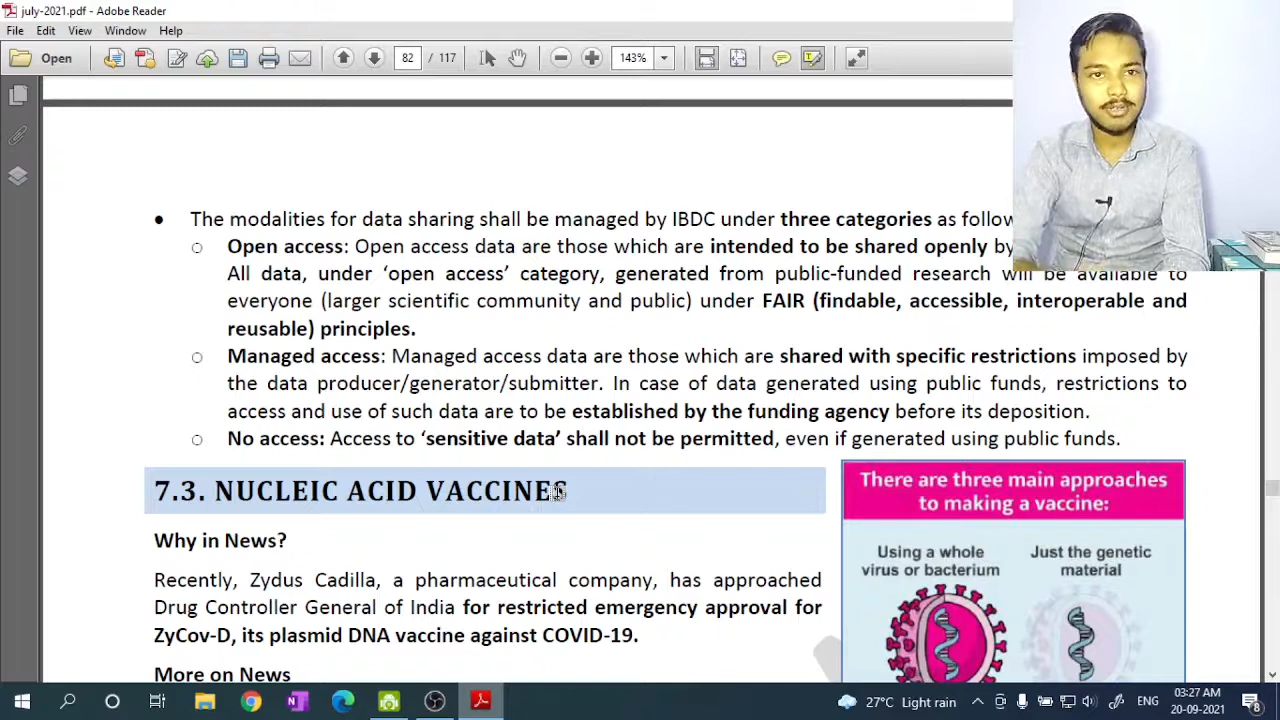 july-2021.pdf - Adobe Reader
File Edit View Window Help
Open 82 / 117 143%
The modalities for data sharing shall be managed by IBDC under three categories as follow
Open access: Open access data are those which are intended to be shared openly by
All data, under ‘open access’ category, generated from public-funded research will be available to
everyone (larger scientific community and public) under FAIR (findable, accessible, interoperable and
reusable) principles.
Managed access: Managed access data are those which are shared with specific restrictions imposed by
the data producer/generator/submitter. In case of data generated using public funds, restrictions to
access and use of such data are to be established by the funding agency before its deposition.
No access: Access to ‘sensitive data’ shall not be permitted, even if generated using public funds.
7.3. NUCLEIC ACID VACCINES
Why in News?
Recently, Zydus Cadilla, a pharmaceutical company, has approached
Drug Controller General of India for restricted emergency approval for
ZyCov-D, its plasmid DNA vaccine against COVID-19.
More on News
There are three main approaches
to making a vaccine:
Using a whole
virus or bacterium
Just the genetic
material
27°C Light rain
ENG
03:27 AM
20-09-2021
8